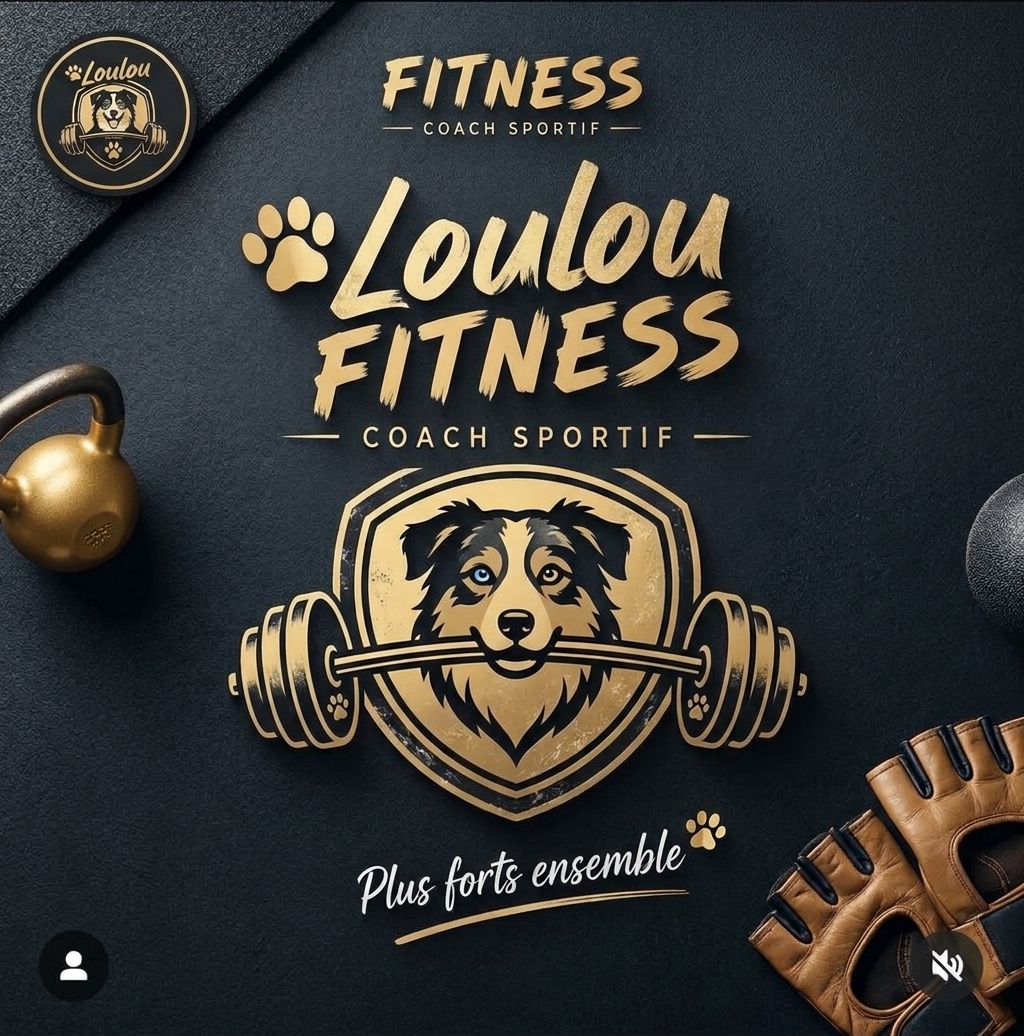 Loulou
FITNESS
COACH SPORTIF
Loulou
FITNESS
COACH SPORTIF
Plus forts ensemble